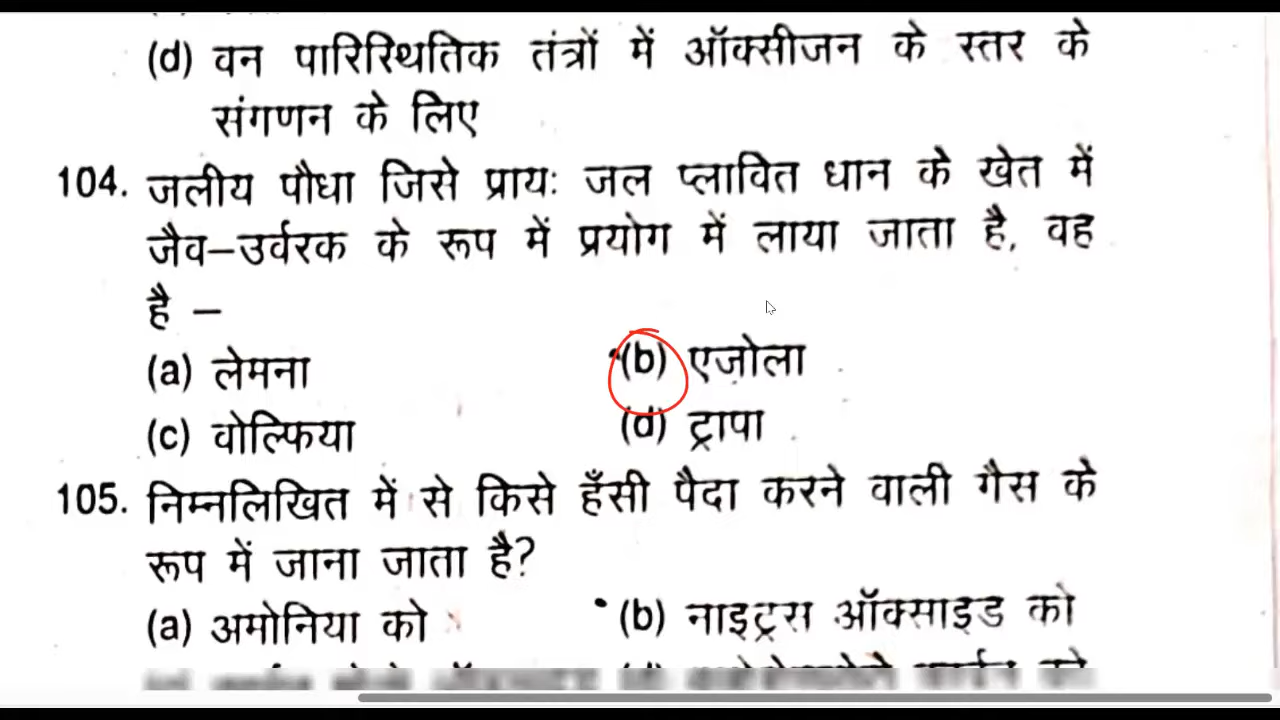 (d) वन पारिस्थितिक तंत्रों में ऑक्सीजन के स्तर के
संगणन के लिए
104. जलीय पौधा जिसे प्रायः जल प्लावित धान के खेत में
जैव–उर्वरक के रूप में प्रयोग में लाया जाता है, वह
है –
(a) लेमना (b) एज़ोला
(c) वोल्फिया (d) ट्रापा
105. निम्नलिखित में से किसे हँसी पैदा करने वाली गैस के
रूप में जाना जाता है?
(a) अमोनिया को (b) नाइट्रस ऑक्साइड को